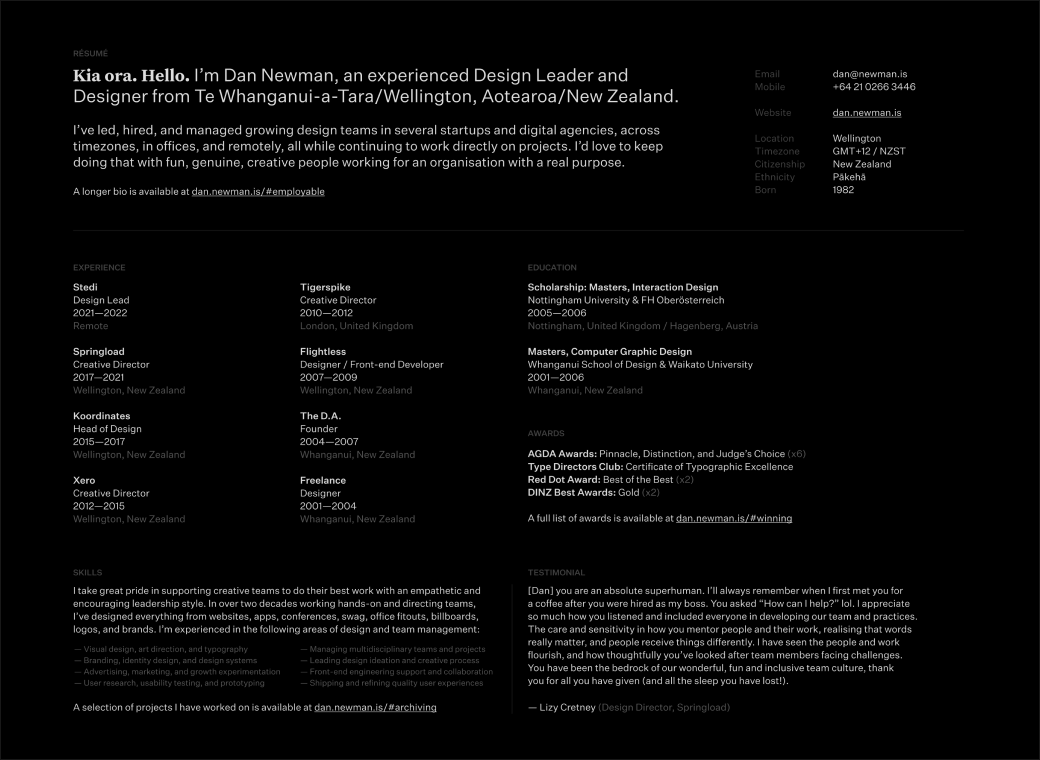 RÉSUMÉ
Kia ora. Hello. I’m Dan Newman, an experienced Design Leader and
Designer from Te Whanganui-a-Tara/Wellington, Aotearoa/New Zealand.
I’ve led, hired, and managed growing design teams in several startups and digital agencies, across
timezones, in offices, and remotely, all while continuing to work directly on projects. I’d love to keep
doing that with fun, genuine, creative people working for an organisation with a real purpose.
A longer bio is available at dan.newman.is/#employable
Email dan@newman.is
Mobile +64 21 0266 3446
Website dan.newman.is
Location Wellington
Timezone GMT+12 / NZST
Citizenship New Zealand
Ethnicity Pākehā
Born 1982
EXPERIENCE
Stedi
Design Lead
2021—2022
Remote
Springload
Creative Director
2017—2021
Wellington, New Zealand
Koordinates
Head of Design
2015—2017
Wellington, New Zealand
Xero
Creative Director
2012—2015
Wellington, New Zealand
Tigerspike
Creative Director
2010—2012
London, United Kingdom
Flightless
Designer / Front-end Developer
2007—2009
Wellington, New Zealand
The D.A.
Founder
2004—2007
Whanganui, New Zealand
Freelance
Designer
2001—2004
Whanganui, New Zealand
EDUCATION
Scholarship: Masters, Interaction Design
Nottingham University & FH Oberösterreich
2005—2006
Nottingham, United Kingdom / Hagenberg, Austria
Masters, Computer Graphic Design
Whanganui School of Design & Waikato University
2001—2006
Whanganui, New Zealand
AWARDS
AGDA Awards: Pinnacle, Distinction, and Judge’s Choice (x6)
Type Directors Club: Certificate of Typographic Excellence
Red Dot Award: Best of the Best (x2)
DINZ Best Awards: Gold (x2)
A full list of awards is available at dan.newman.is/#winning
SKILLS
I take great pride in supporting creative teams to do their best work with an empathetic and
encouraging leadership style. In over two decades working hands-on and directing teams,
I’ve designed everything from websites, apps, conferences, swag, office fitouts, billboards,
logos, and brands. I’m experienced in the following areas of design and team management:
— Visual design, art direction, and typography
— Branding, identity design, and design systems
— Advertising, marketing, and growth experimentation
— User research, usability testing, and prototyping
— Managing multidisciplinary teams and projects
— Leading design ideation and creative process
— Front-end engineering support and collaboration
— Shipping and refining quality user experiences
A selection of projects I have worked on is available at dan.newman.is/#archiving
TESTIMONIAL
[Dan] you are an absolute superhuman. I’ll always remember when I first met you for
a coffee after you were hired as my boss. You asked “How can I help?” lol. I appreciate
so much how you listened and included everyone in developing our team and practices.
The care and sensitivity in how you mentor people and their work, realising that words
really matter, and people receive things differently. I have seen the people and work
flourish, and how thoughtfully you’ve looked after team members facing challenges.
You have been the bedrock of our wonderful, fun and inclusive team culture, thank
you for all you have given (and all the sleep you have lost!).
— Lizy Cretney (Design Director, Springload)